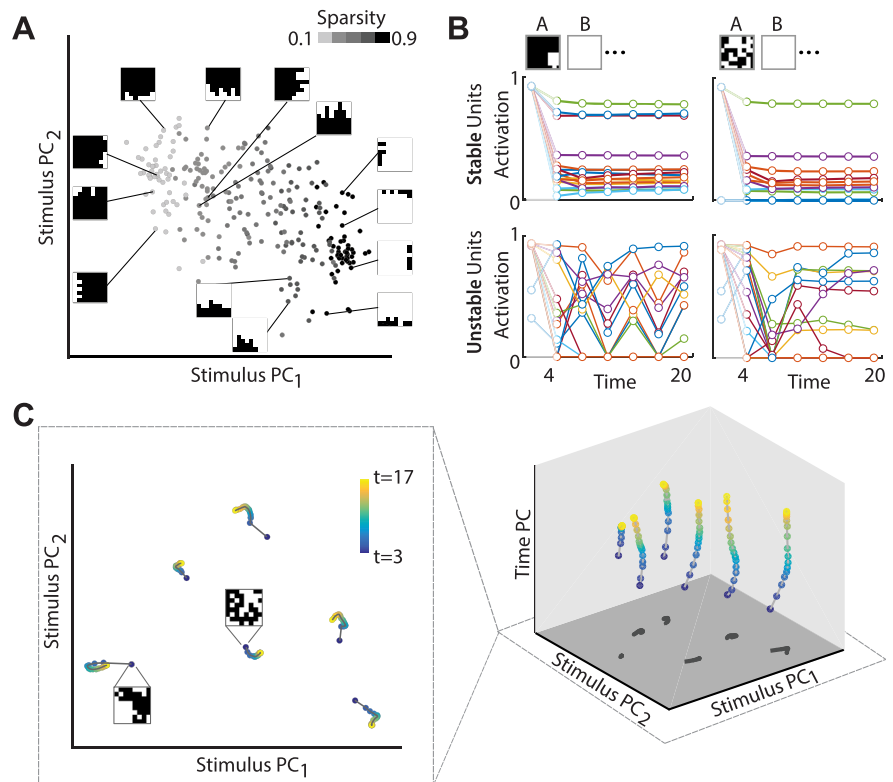 A
Sparsity
0.1 0.9
Stimulus PC2
Stimulus PC1
B
A B ••• A B •••
Stable Units
Activation
1
0
Unstable Units
Activation
1
0
4 Time 20 4 Time 20
C
t=17
t=3
Stimulus PC2
Stimulus PC1
Time PC
Stimulus PC2
Stimulus PC1